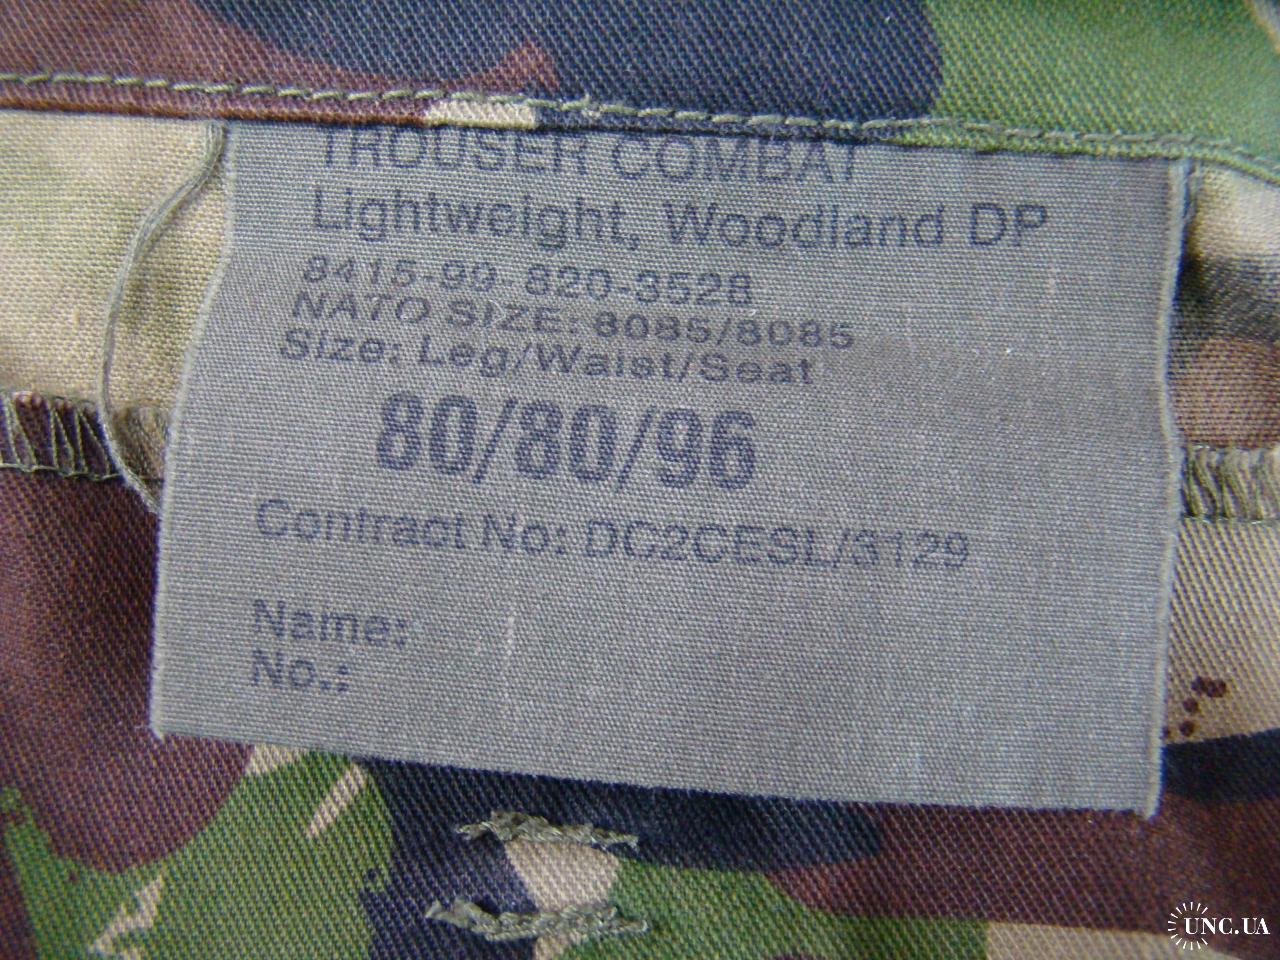 TROUSER COMBAT
Lightweight, Woodland DP
8415-99-820-3528
NATO SIZE: 8085/8085
Size: Leg/Waist/Seat
80/80/96
Contract No: DC2CESL/3129
Name:
No.:
UNC.UA